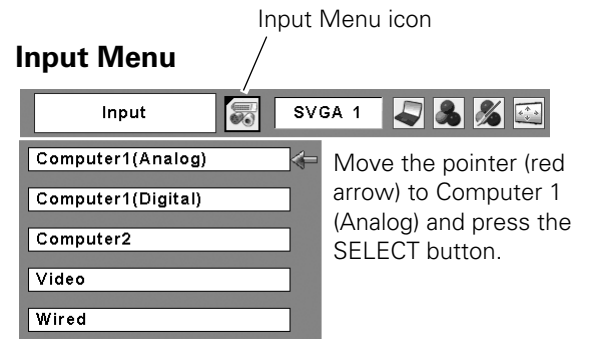 Input Menu icon
Input Menu
Input
SVGA 1
Computer1(Analog)
Computer1(Digital)
Computer2
Video
Wired
Move the pointer (red
arrow) to Computer 1
(Analog) and press the
SELECT button.